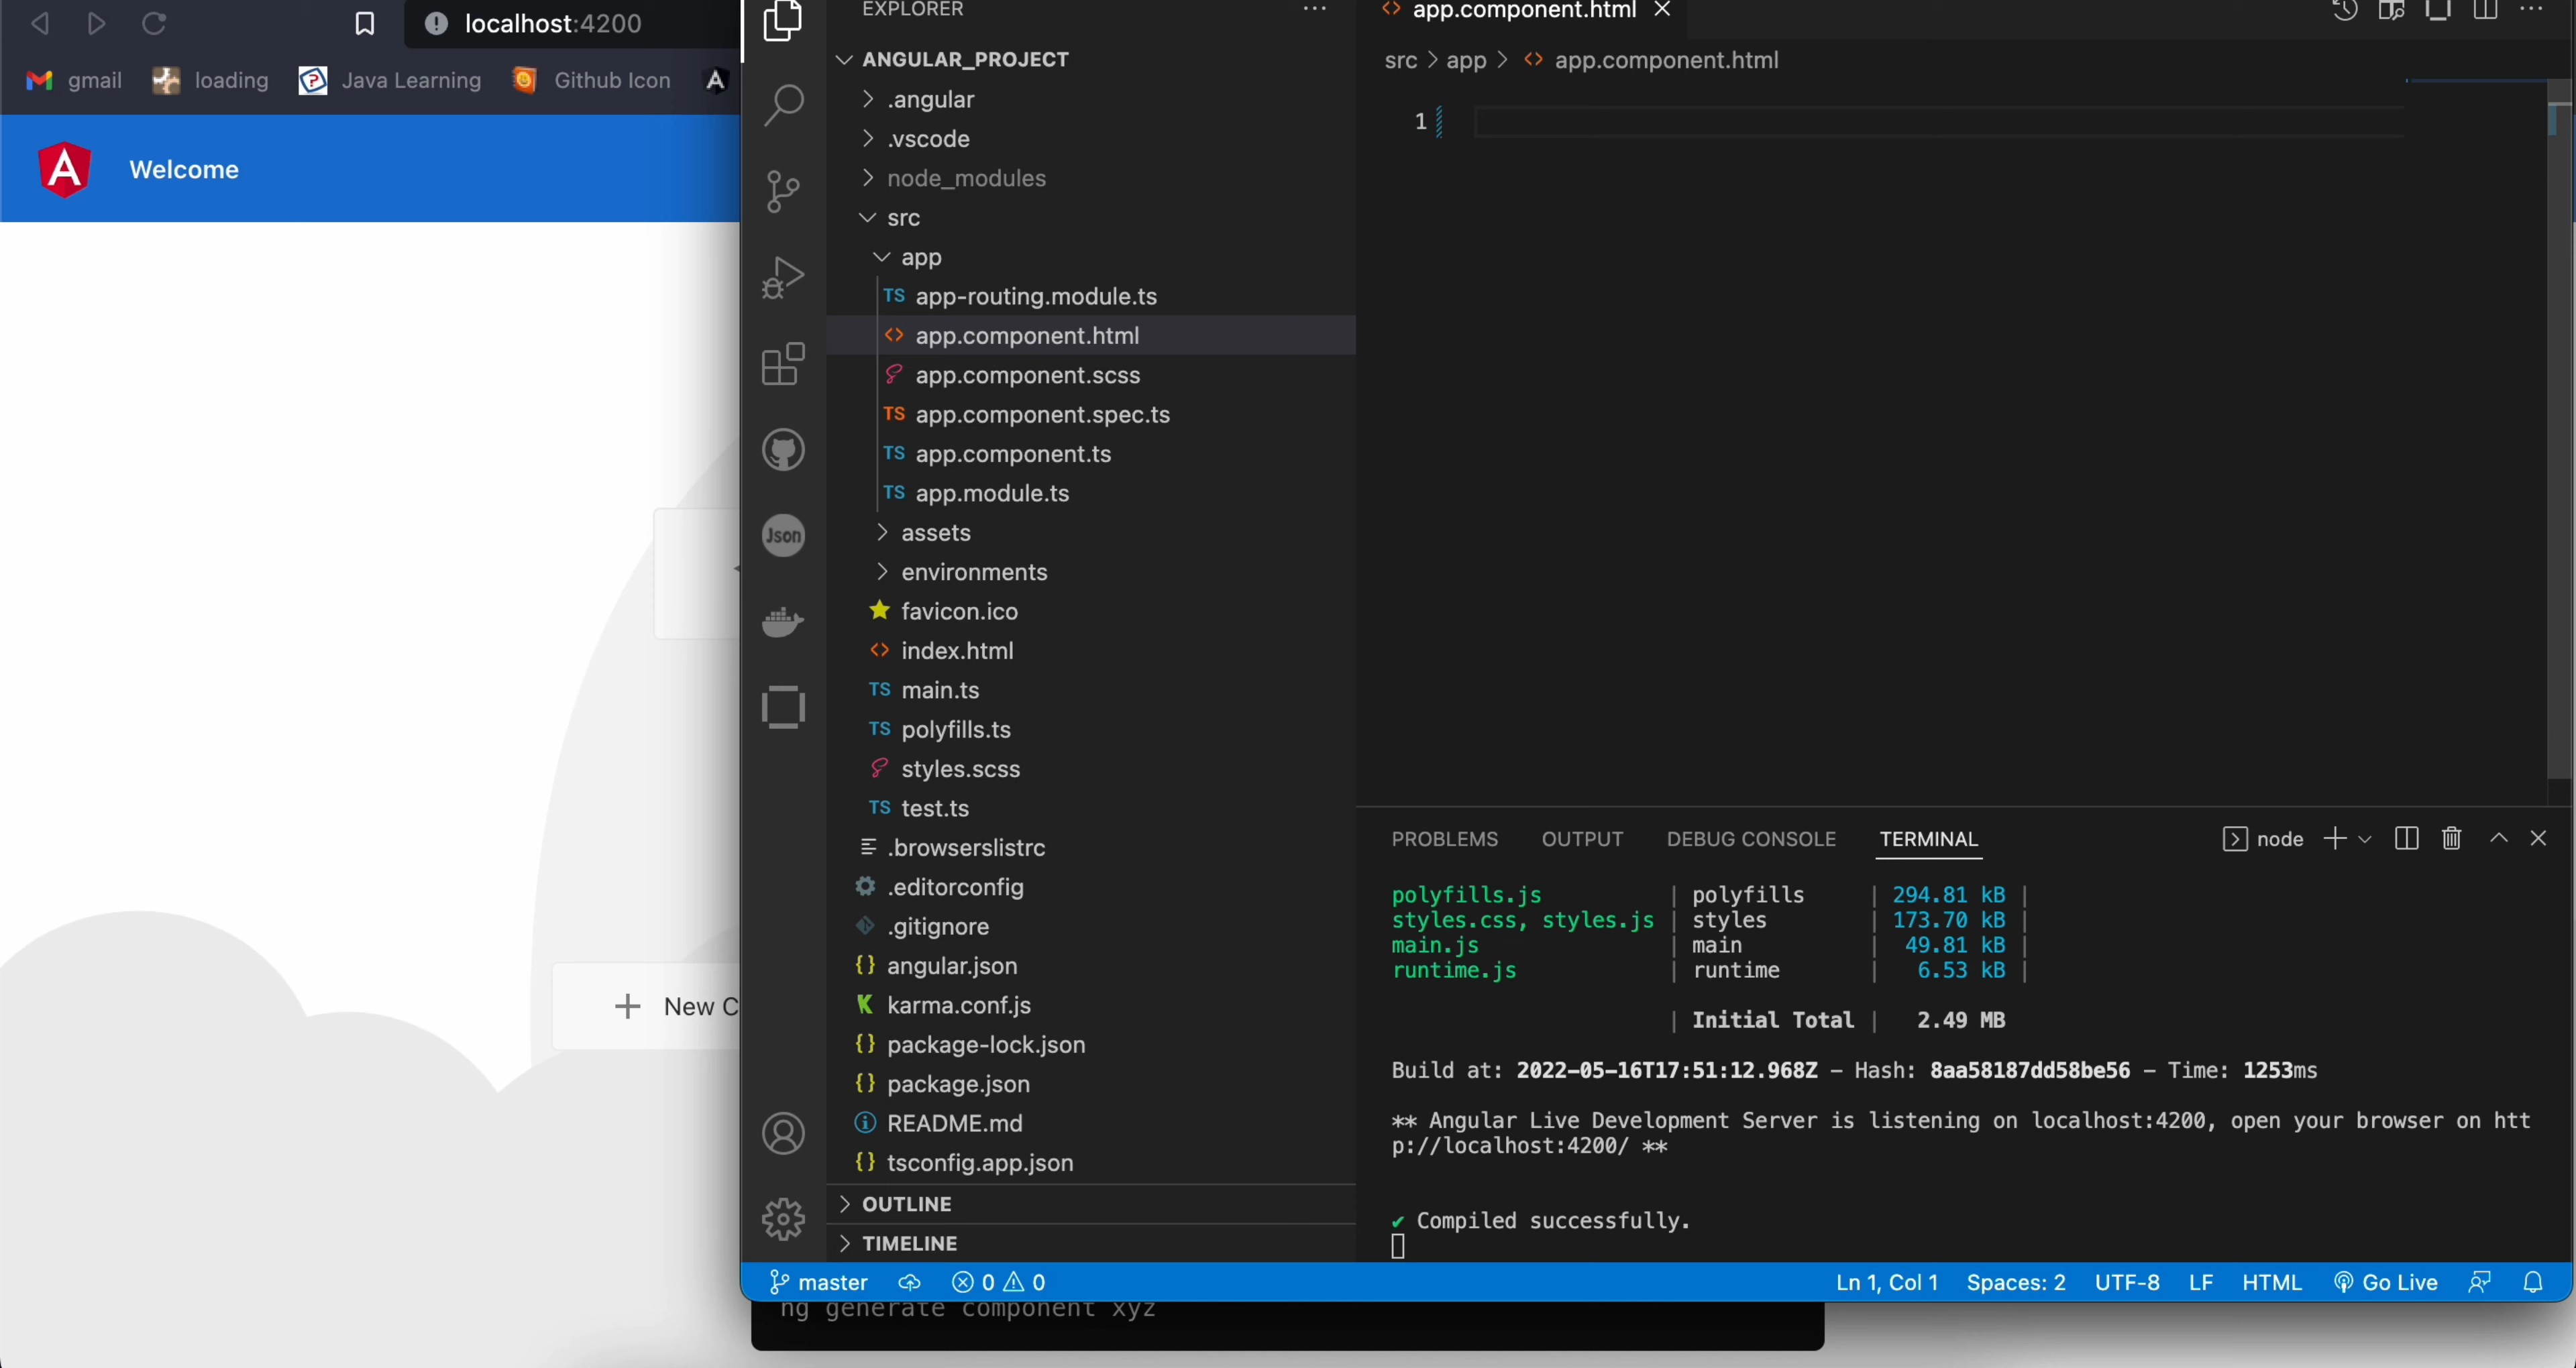 localhost:4200
gmail
loading
Java Learning
Github Icon
Welcome
New C
EXPLORER
ANGULAR_PROJECT
.angular
.vscode
node_modules
src
app
TS app-routing.module.ts
<> app.component.html
app.component.scss
TS app.component.spec.ts
TS app.component.ts
TS app.module.ts
assets
environments
favicon.ico
<> index.html
TS main.ts
TS polyfills.ts
styles.scss
TS test.ts
.browserslistrc
.editorconfig
.gitignore
{} angular.json
karma.conf.js
{} package-lock.json
{} package.json
README.md
{} tsconfig.app.json
OUTLINE
TIMELINE
Json
<> app.component.html
src > app > <> app.component.html
1
PROBLEMS OUTPUT DEBUG CONSOLE TERMINAL
node
polyfills.js | polyfills | 294.81 kB |
styles.css, styles.js | styles | 173.70 kB |
main.js | main | 49.81 kB |
runtime.js | runtime | 6.53 kB |
| Initial Total | 2.49 MB
Build at: 2022-05-16T17:51:12.968Z - Hash: 8aa58187dd58be56 - Time: 1253ms
** Angular Live Development Server is listening on localhost:4200, open your browser on htt
p://localhost:4200/ **
✔ Compiled successfully.
master 0 0 Ln 1, Col 1 Spaces: 2 UTF-8 LF HTML Go Live
ng generate component xyz